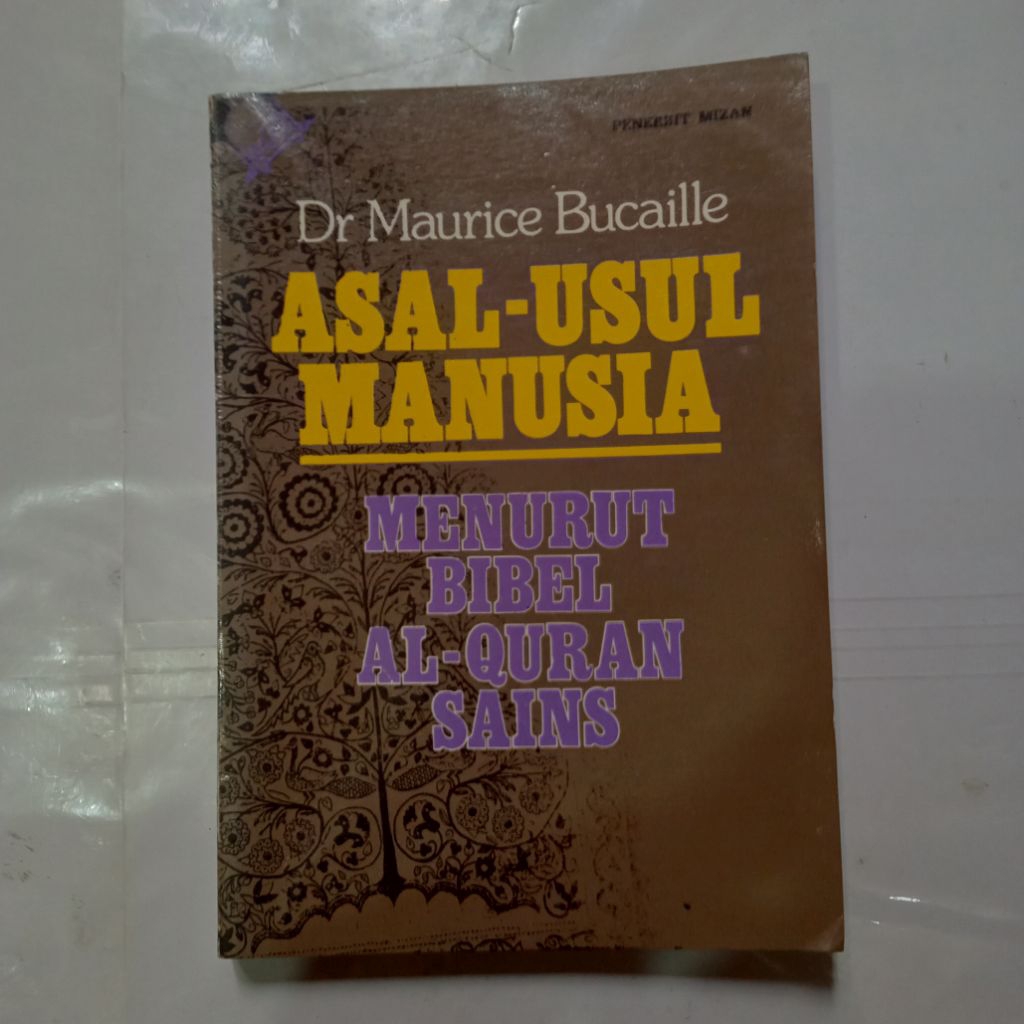 PENERBIT MIZAN
Dr Maurice Bucaille
ASAL-USUL
MANUSIA
MENURUT
BIBEL
AL-QURAN
SAINS